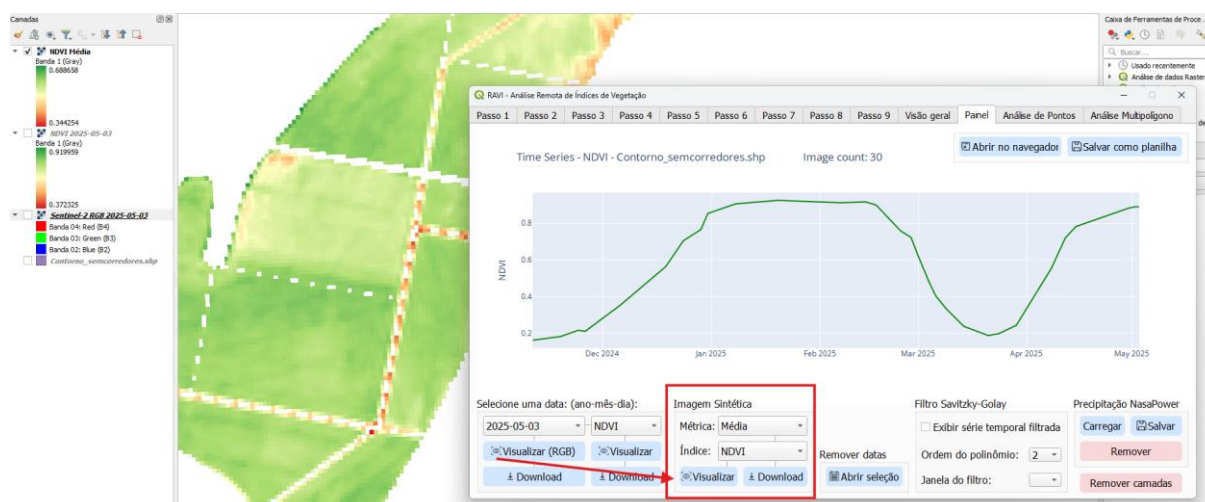 Camadas
NDVI Média
Banda 1 (Gray)
0.688658
0.344254
NDVI 2025-05-03
Banda 1 (Gray)
0.919959
0.372325
Sentinel-2 RGB 2025-05-03
Banda 04: Red (B4)
Banda 03: Green (B3)
Banda 02: Blue (B2)
Contorno_semcorredores.shp
Caixa de Ferramentas de Proce...
Buscar...
Usado recentemente
Análise de dados Raster
RAVI - Análise Remota de Índices de Vegetação
Passo 1 Passo 2 Passo 3 Passo 4 Passo 5 Passo 6 Passo 7 Passo 8 Passo 9 Visão geral Painel Análise de Pontos Análise Multipolígono
Abrir no navegador Salvar como planilha
Time Series - NDVI - Contorno_semcorredores.shp Image count: 30
NDVI
0.8
0.6
0.4
0.2
Dec 2024 Jan 2025 Feb 2025 Mar 2025 Apr 2025 May 2025
Selecione uma data: (ano-mês-dia):
2025-05-03 NDVI
Visualizar (RGB) Visualizar
Download Download
Imagem Sintética
Métrica: Média
Índice: NDVI
Visualizar Download
Remover datas
Abrir seleção
Filtro Savitzky-Golay
Exibir série temporal filtrada
Ordem do polinômio: 2
Janela do filtro:
Precipitação NasaPower
Carregar Salvar
Remover
Remover camadas